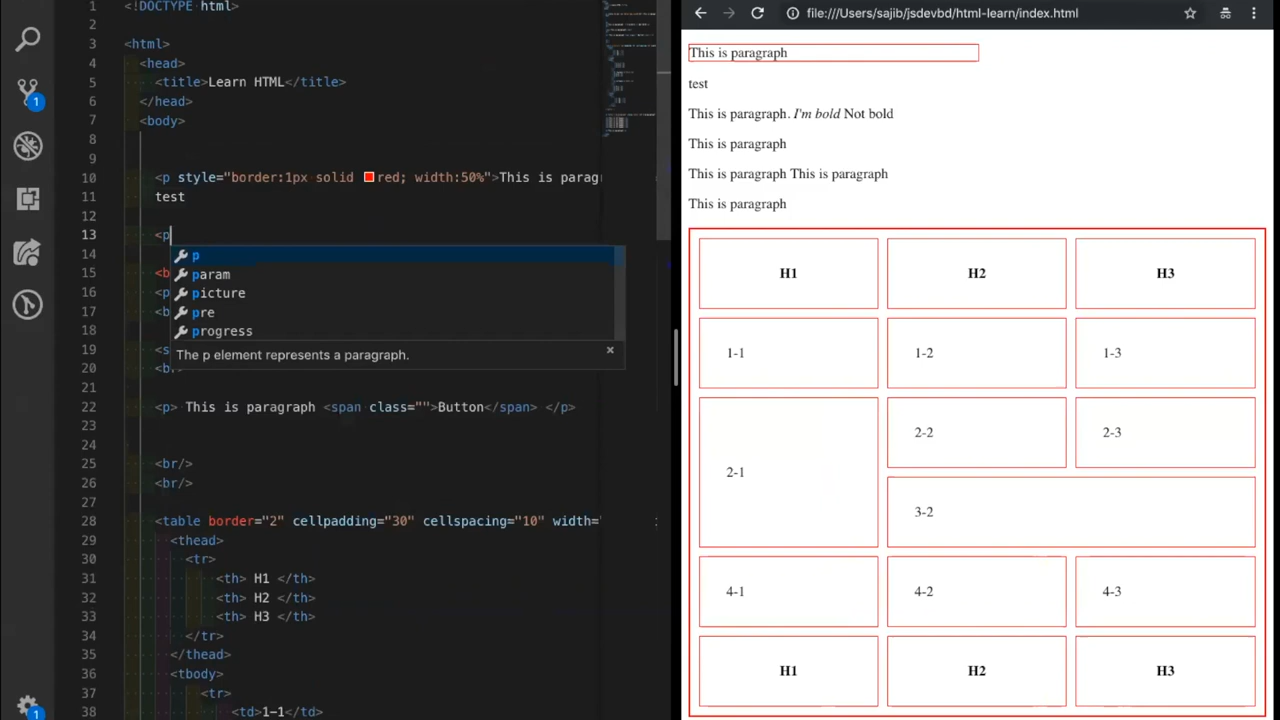 1 <!DOCTYPE html>
2
3 <html>
4 <head>
5 <title>Learn HTML</title>
6 </head>
7 <body>
8
9
10 <p style="border:1px solid red; width:50%">This is parag
11 test
12
13 <p
14
15 <b
16 <p
17 <b
18
19 <s
20 <br
21
22 <p> This is paragraph <span class="">Button</span> </p>
23
24
25 <br/>
26 <br/>
27
28 <table border="2" cellpadding="30" cellspacing="10" width="
29 <thead>
30 <tr>
31 <th> H1 </th>
32 <th> H2 </th>
33 <th> H3 </th>
34 </tr>
35 </thead>
36 <tbody>
37 <tr>
38 <td>1-1</td>
p
param
picture
pre
progress
The p element represents a paragraph. ×
1
1
file:///Users/sajib/jsdevbd/html-learn/index.html
This is paragraph
test
This is paragraph. I'm bold Not bold
This is paragraph
This is paragraph This is paragraph
This is paragraph
H1 H2 H3
1-1 1-2 1-3
2-1 2-2 2-3
3-2
4-1 4-2 4-3
H1 H2 H3